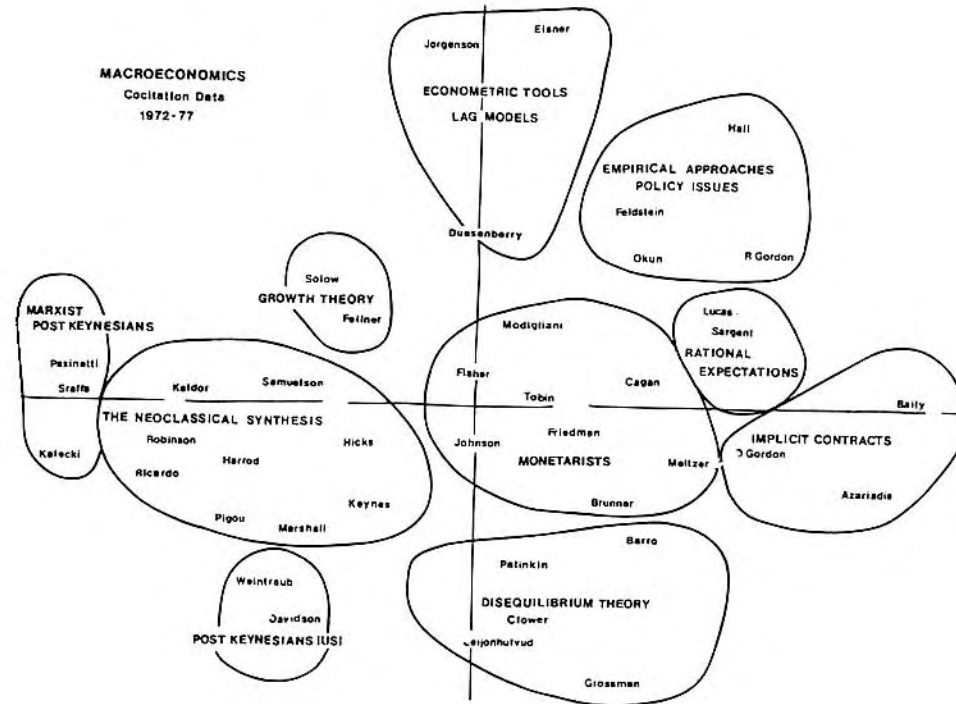 MACROECONOMICS
Cocitation Data
1972-77
Jorgenson
Eisner
ECONOMETRIC TOOLS
LAG MODELS
Duesenberry
Hall
EMPIRICAL APPROACHES
POLICY ISSUES
Feldstein
Okun
R Gordon
Solow
GROWTH THEORY
Fellner
MARXIST
POST KEYNESIANS
Pasinetti
Sraffa
Kalecki
Kaldor
Samuelson
THE NEOCLASSICAL SYNTHESIS
Robinson
Hicks
Ricardo
Harrod
Keynes
Pigou
Marshall
Modigliani
Fisher
Cagan
Tobin
Friedman
Johnson
MONETARISTS
Meltzer
Brunner
Lucas
Sargent
RATIONAL
EXPECTATIONS
Baily
IMPLICIT CONTRACTS
D Gordon
Azariadis
Weintraub
Davidson
POST KEYNESIANS (US)
Barro
Patinkin
DISEQUILIBRIUM THEORY
Clower
Leijonhufvud
Grossman